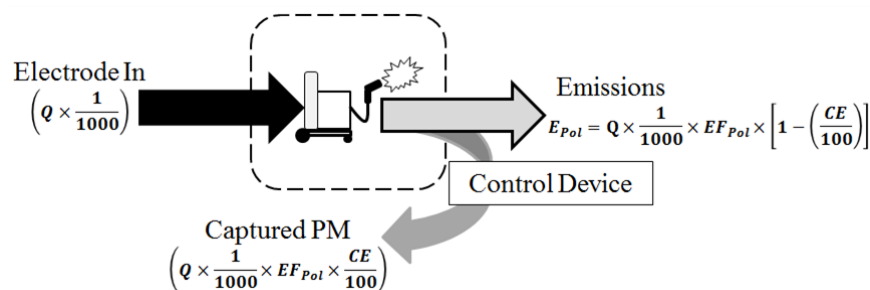 Electrode In
(Q × 1/1000)
Emissions
E_Pol = Q × 1/1000 × EF_Pol × [1 − (CE/100)]
Control Device
Captured PM
(Q × 1/1000 × EF_Pol × CE/100)